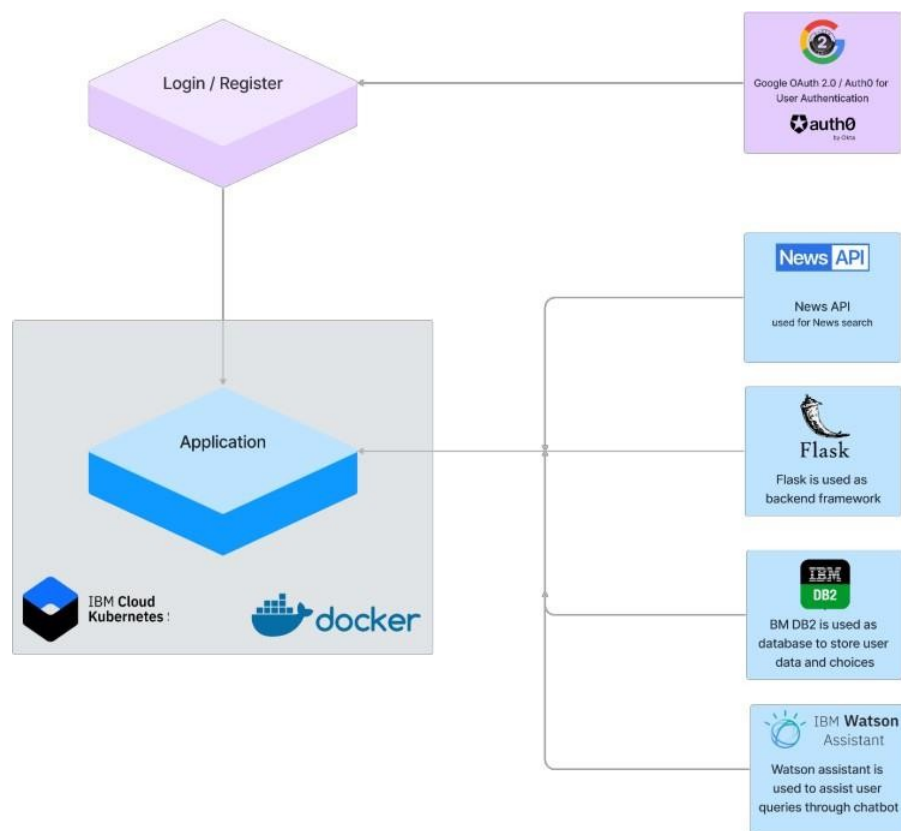 Login / Register
2
Google OAuth 2.0 / Auth0 for
User Authentication
auth0
by Okta
News API
News API
used for News search
Application
Flask
Flask is used as
backend framework
IBM Cloud
Kubernetes
docker
IBM
DB2
BM DB2 is used as
database to store user
data and choices
IBM Watson
Assistant
Watson assistant is
used to assist user
queries through chatbot